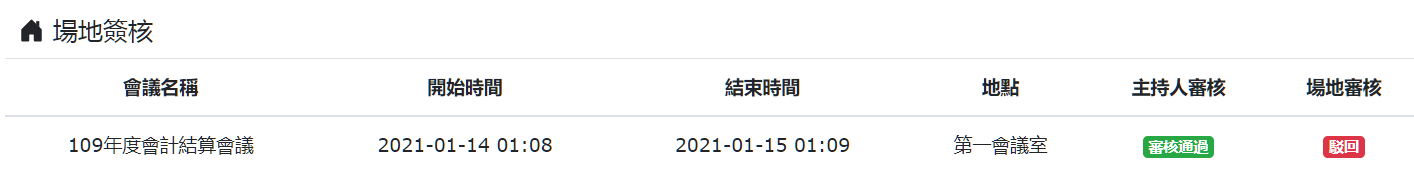 場地簽核
會議名稱 開始時間 結束時間 地點 主持人審核 場地審核
109年度會計結算會議 2021-01-14 01:08 2021-01-15 01:09 第一會議室 審核通過 駁回